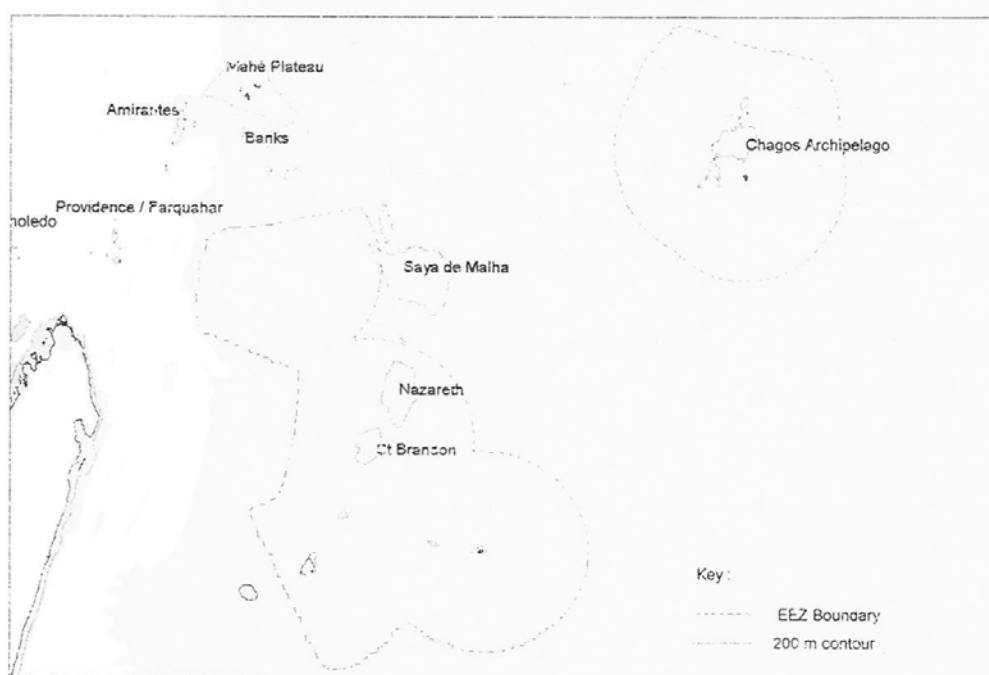 Mahé Plateau
Amirantes
Banks
Chagos Archipelago
Providence / Farquahar
Saya de Malha
Nazareth
St Brandon
Key :
EEZ Boundary
200 m contour